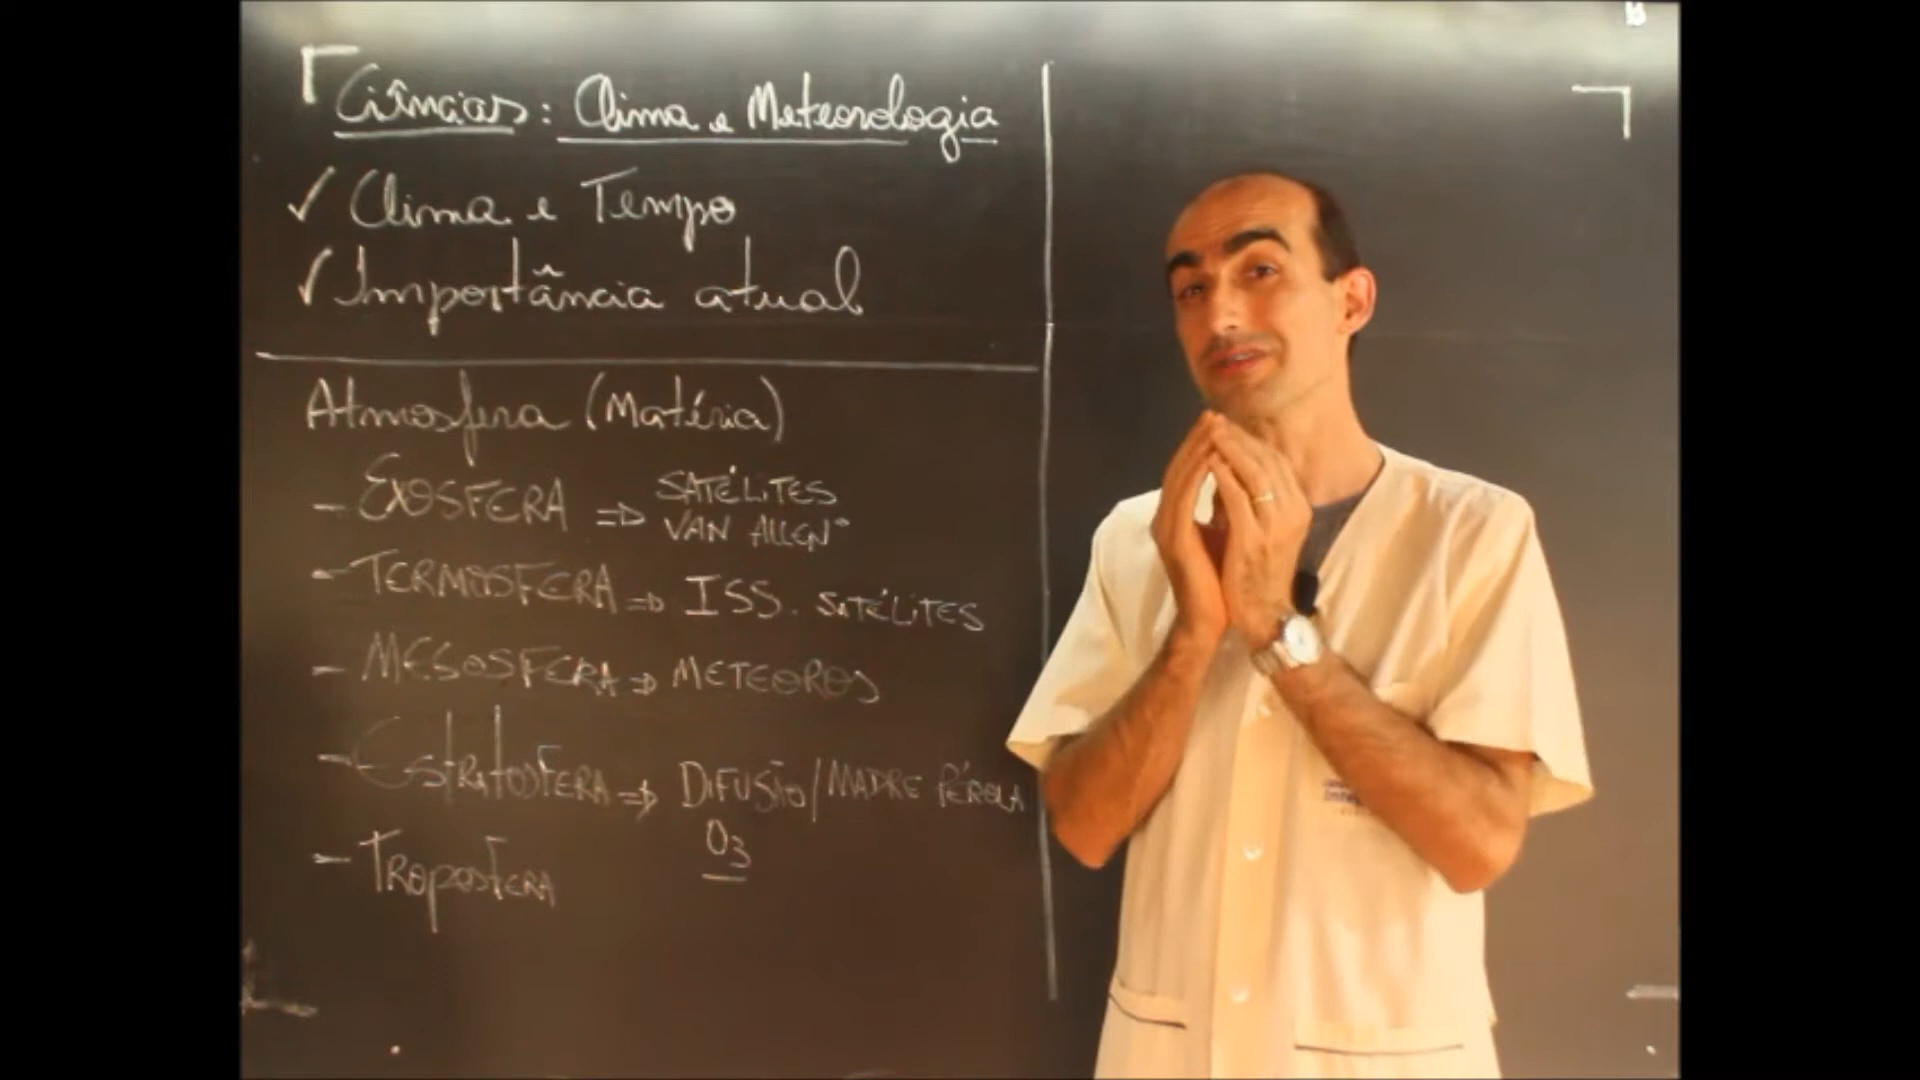 Ciências: Clima e Meteorologia
✓ Clima e Tempo
✓ Importância atual
Atmosfera (Matéria)
- EXOSFERA ⇒ SATÉLITES
VAN ALLEN
- TERMOSFERA ⇒ ISS. SATÉLITES
- MESOSFERA ⇒ METEOROS
- ESTRATOSFERA ⇒ DIFUSÃO/MADRE PÉROLA
O3
- TROPOSFERA